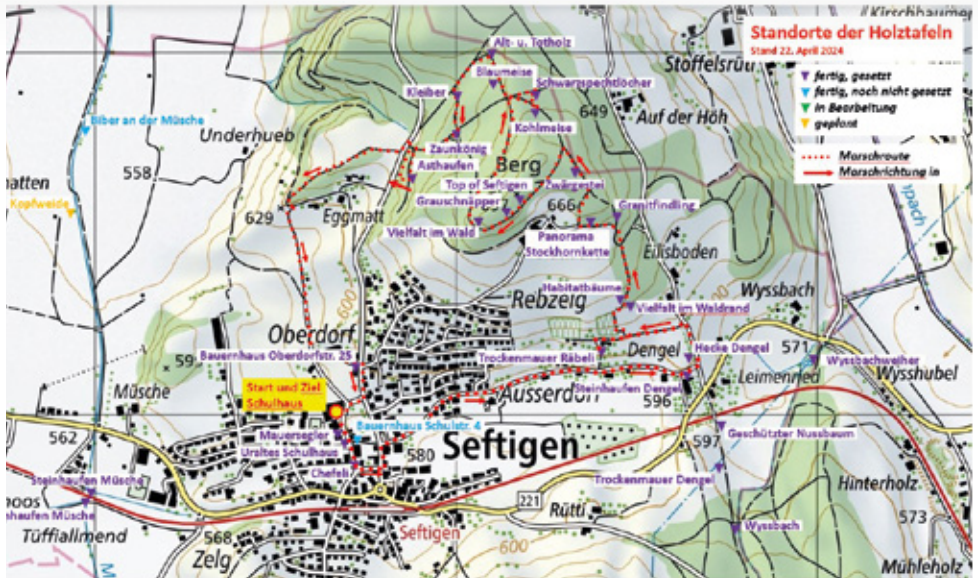 Kirschbaumer
Standorte der Holztafeln
Stand 22. April 2024
fertig, gesetzt
fertig, noch nicht gesetzt
in Bearbeitung
geplant
Marschroute
Marschrichtung in
Alt- u. Totholz
Stoffelsrüti
Blaumeise
Schwarzspechtlöcher
Kleiber
649
Auf der Höh
Biber an der Müsche
Underhueb
Kohlmeise
Zaunkönig
558
Asthaufen
Berg
Top of Seftigen
Zwärgestei
Kopfweide
Grauschnäpper
666
Granitfindling
629
Eggmatt
Vielfalt im Wald
Panorama
Stockhornkette
Eilisboden
Habitatbäume
Wyssbach
600
Rebzeig
Vielfalt im Waldrand
Oberdorf
Bauernhaus Oberdorfstr. 25
Trockenmauer Räbeli
Dengel
Hecke Dengel
571
Wyssbachweiher
Wysshubel
59
Müsche
Start und Ziel
Schulhaus
Steinhaufen Dengel
Leimenried
Ausserdorf
596
Bauernhaus Schulstr. 4
Mauersegler
Uraltes Schulhaus
562
580
Seftigen
597
Geschützter Nussbaum
Chefeli
Steinhaufen Müsche
Trockenmauer Dengel
Hinterholz
221
Rütti
573
Tüffiallmend
568
Seftigen
Wyssbach
Zelg
600
Mühleholz